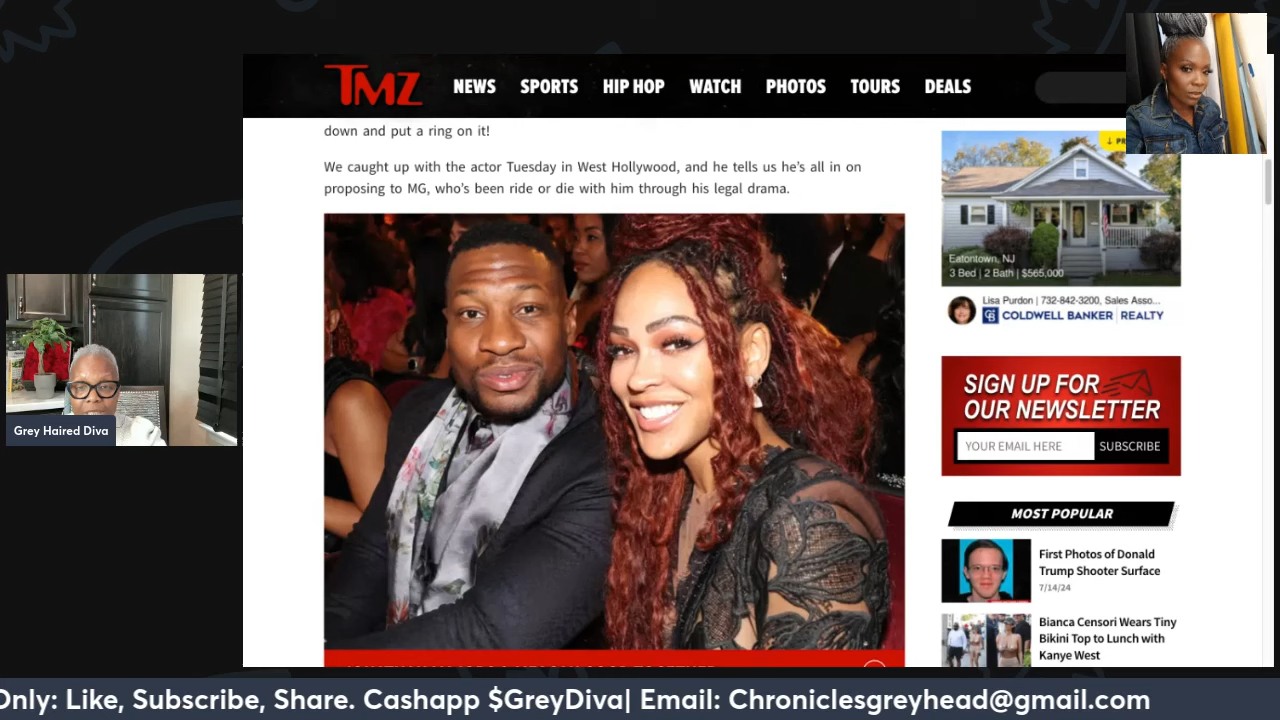 TMZ
NEWS SPORTS HIP HOP WATCH PHOTOS TOURS DEALS
down and put a ring on it!
We caught up with the actor Tuesday in West Hollywood, and he tells us he's all in on
proposing to MG, who's been ride or die with him through his legal drama.
Eatontown, NJ
3 Bed | 2 Bath | $565,000
Lisa Purdon | 732-842-3200, Sales Asso...
COLDWELL BANKER REALTY
SIGN UP FOR
OUR NEWSLETTER
YOUR EMAIL HERE SUBSCRIBE
MOST POPULAR
First Photos of Donald
Trump Shooter Surface
7/14/24
Bianca Censori Wears Tiny
Bikini Top to Lunch with
Kanye West
Grey Haired Diva
Only: Like, Subscribe, Share. Cashapp $GreyDiva| Email: Chroniclesgreyhead@gmail.com